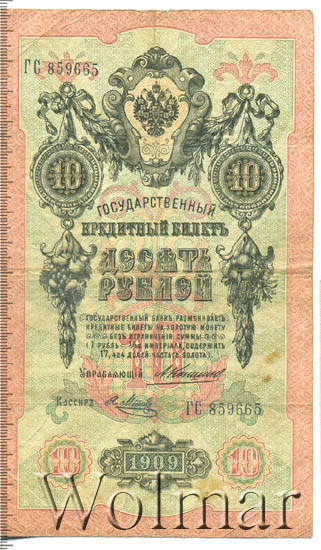 ГС 859665
10 10
ГОСУДАРСТВЕННЫЙ
КРЕДИТНЫЙ БИЛЕТЪ
ДЕСЯТЬ
РУБЛЕЙ
ГОСУДАРСТВЕННЫЙ БАНКЪ РАЗМѢНИВАЕТЪ
КРЕДИТНЫЕ БИЛЕТЫ НА ЗОЛОТУЮ МОНЕТУ
БЕЗЪ ОГРАНИЧЕНІЯ СУММЫ
(1 РУБЛЬ = 1/15 ИМПЕРІАЛА, СОДЕРЖИТЪ
17,424 ДОЛЕЙ ЧИСТАГО ЗОЛОТА)
УПРАВЛЯЮЩІЙ
Кассиръ
ГС 859665
10 1909 10
Wolmar